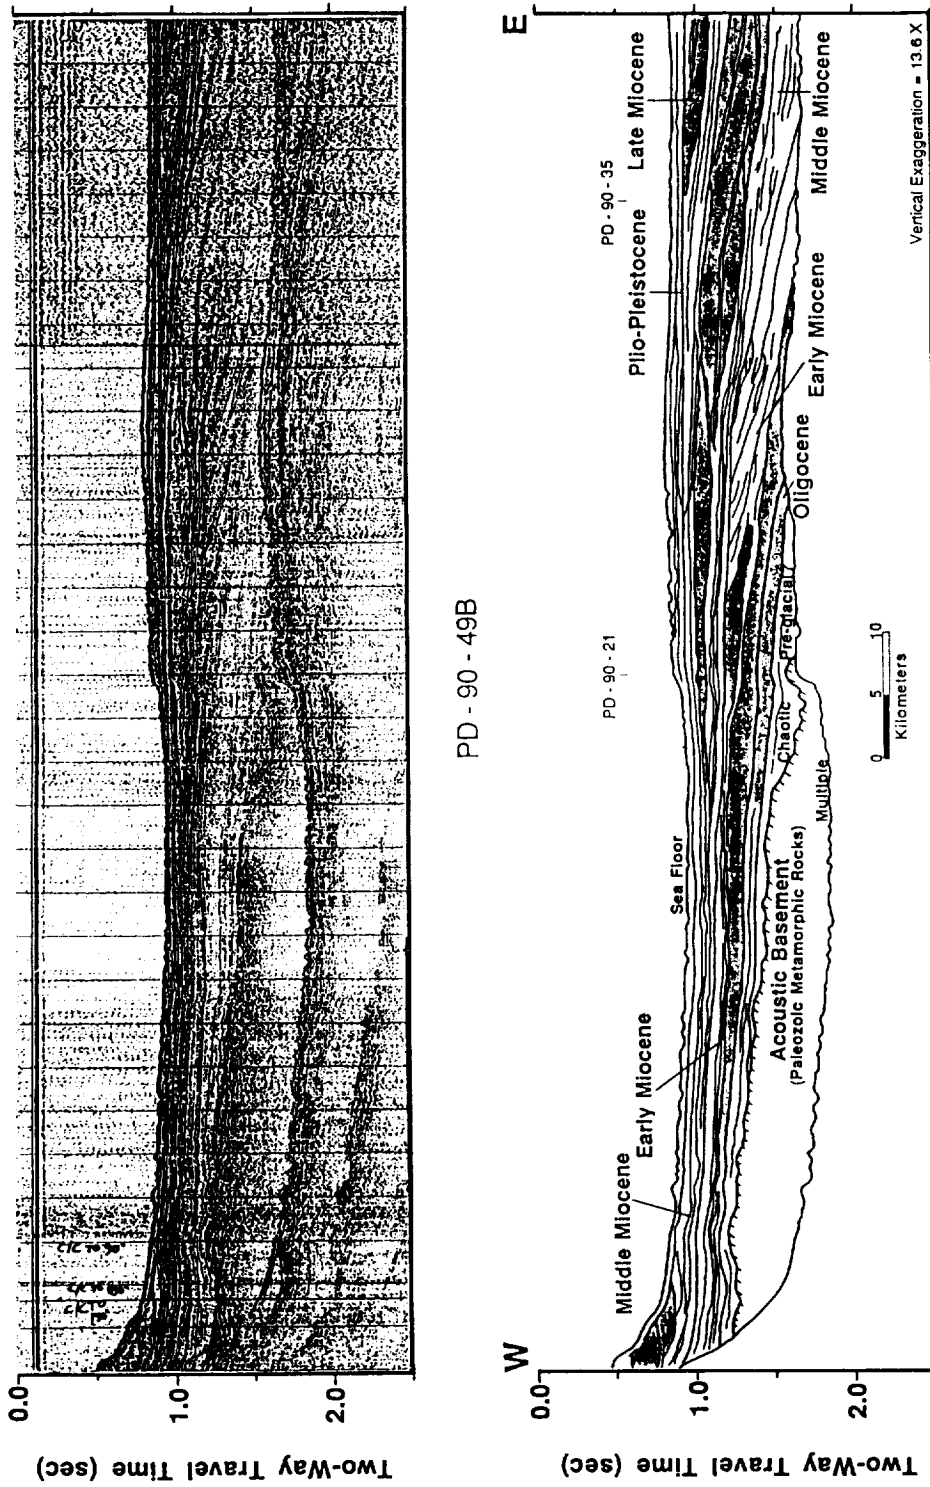 Two-Way Travel Time (sec)
0.0
1.0
2.0
PD - 90 - 49B
W
E
Two-Way Travel Time (sec)
0.0
1.0
2.0
PD - 90 - 21
PD - 90 - 35
Middle Miocene
Early Miocene
Sea Floor
Plio-Pleistocene
Late Miocene
Acoustic Basement
(Paleozoic Metamorphic Rocks)
Multiple
Chaotic
Pre-glacial
Oligocene
Early Miocene
Middle Miocene
0 5 10
Kilometers
Vertical Exaggeration = 13.6 X